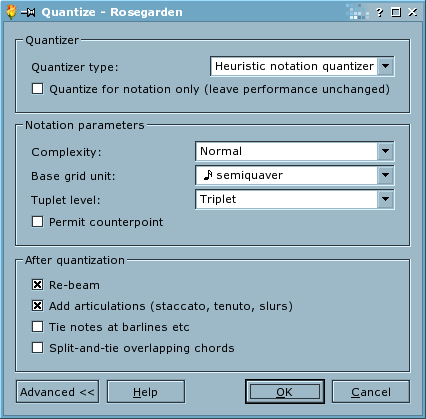 Quantize - Rosegarden
Quantizer
Quantizer type: Heuristic notation quantizer
Quantize for notation only (leave performance unchanged)
Notation parameters
Complexity: Normal
Base grid unit: semiquaver
Tuplet level: Triplet
Permit counterpoint
After quantization
Re-beam
Add articulations (staccato, tenuto, slurs)
Tie notes at barlines etc
Split-and-tie overlapping chords
Advanced << Help OK Cancel